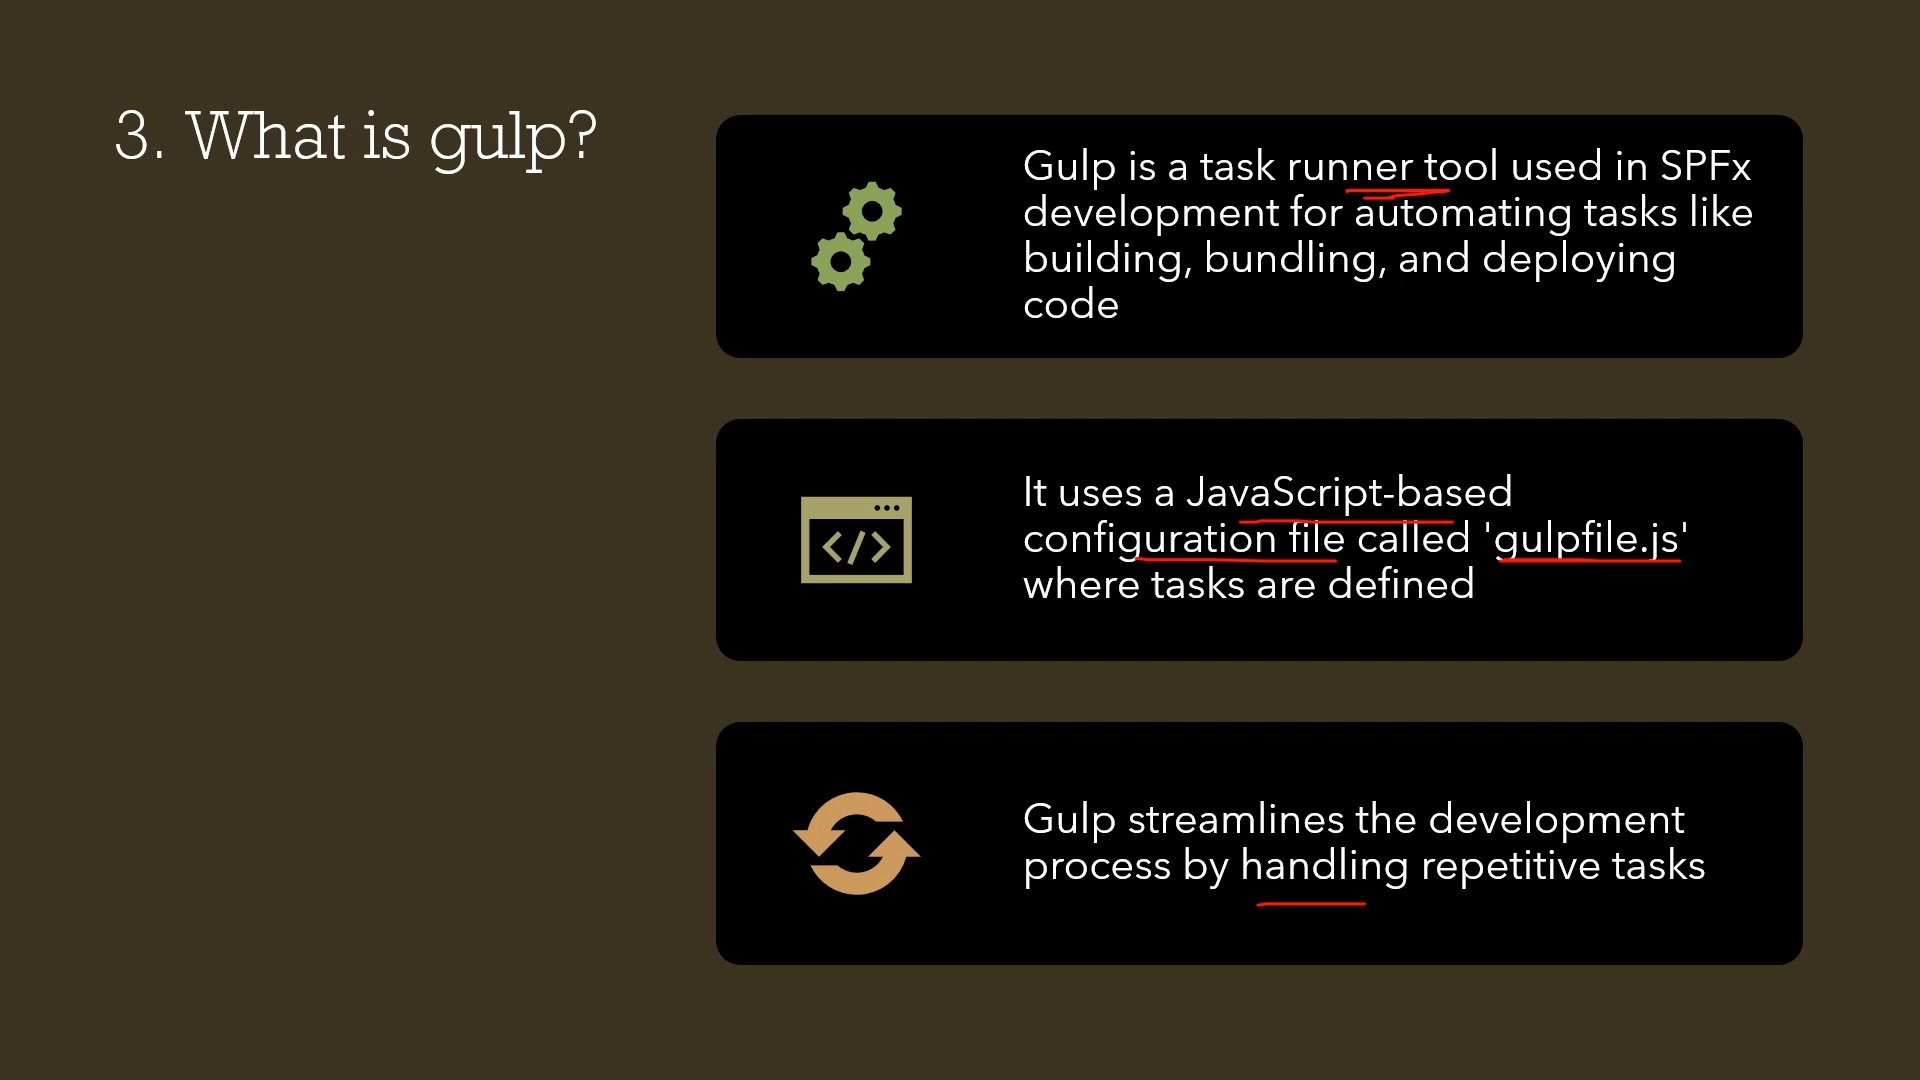 3. What is gulp?
Gulp is a task runner tool used in SPFx
development for automating tasks like
building, bundling, and deploying
code
</>
It uses a JavaScript-based
configuration file called 'gulpfile.js'
where tasks are defined
Gulp streamlines the development
process by handling repetitive tasks